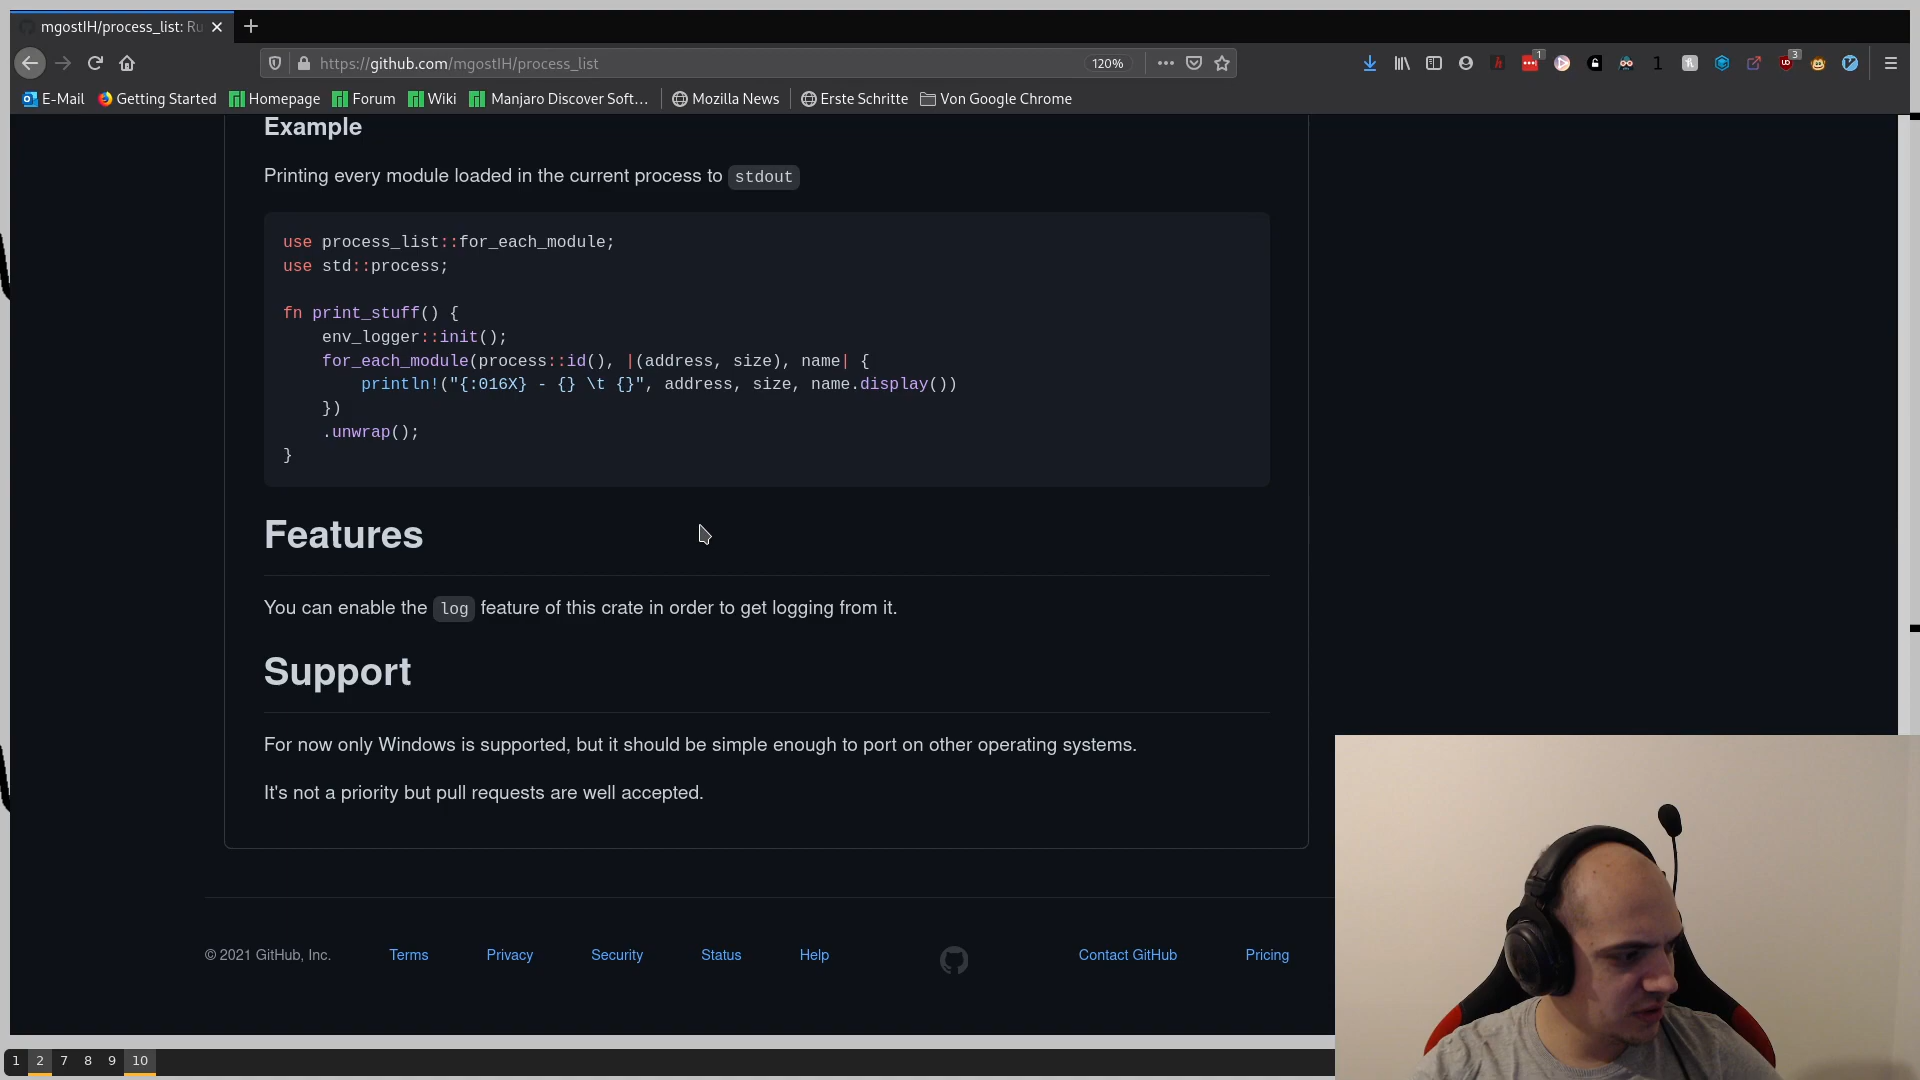 mgostIH/process_list: Ru
https://github.com/mgostIH/process_list
120%
1
1
3
E-Mail
Getting Started
Homepage
Forum
Wiki
Manjaro Discover Soft…
Mozilla News
Erste Schritte
Von Google Chrome
Example
Printing every module loaded in the current process to stdout
use process_list::for_each_module;
use std::process;
fn print_stuff() {
env_logger::init();
for_each_module(process::id(), |(address, size), name| {
println!("{:016X} - {} \t {}", address, size, name.display())
})
.unwrap();
}
Features
You can enable the log feature of this crate in order to get logging from it.
Support
For now only Windows is supported, but it should be simple enough to port on other operating systems.
It's not a priority but pull requests are well accepted.
© 2021 GitHub, Inc.
Terms
Privacy
Security
Status
Help
Contact GitHub
Pricing
1 2 7 8 9 10